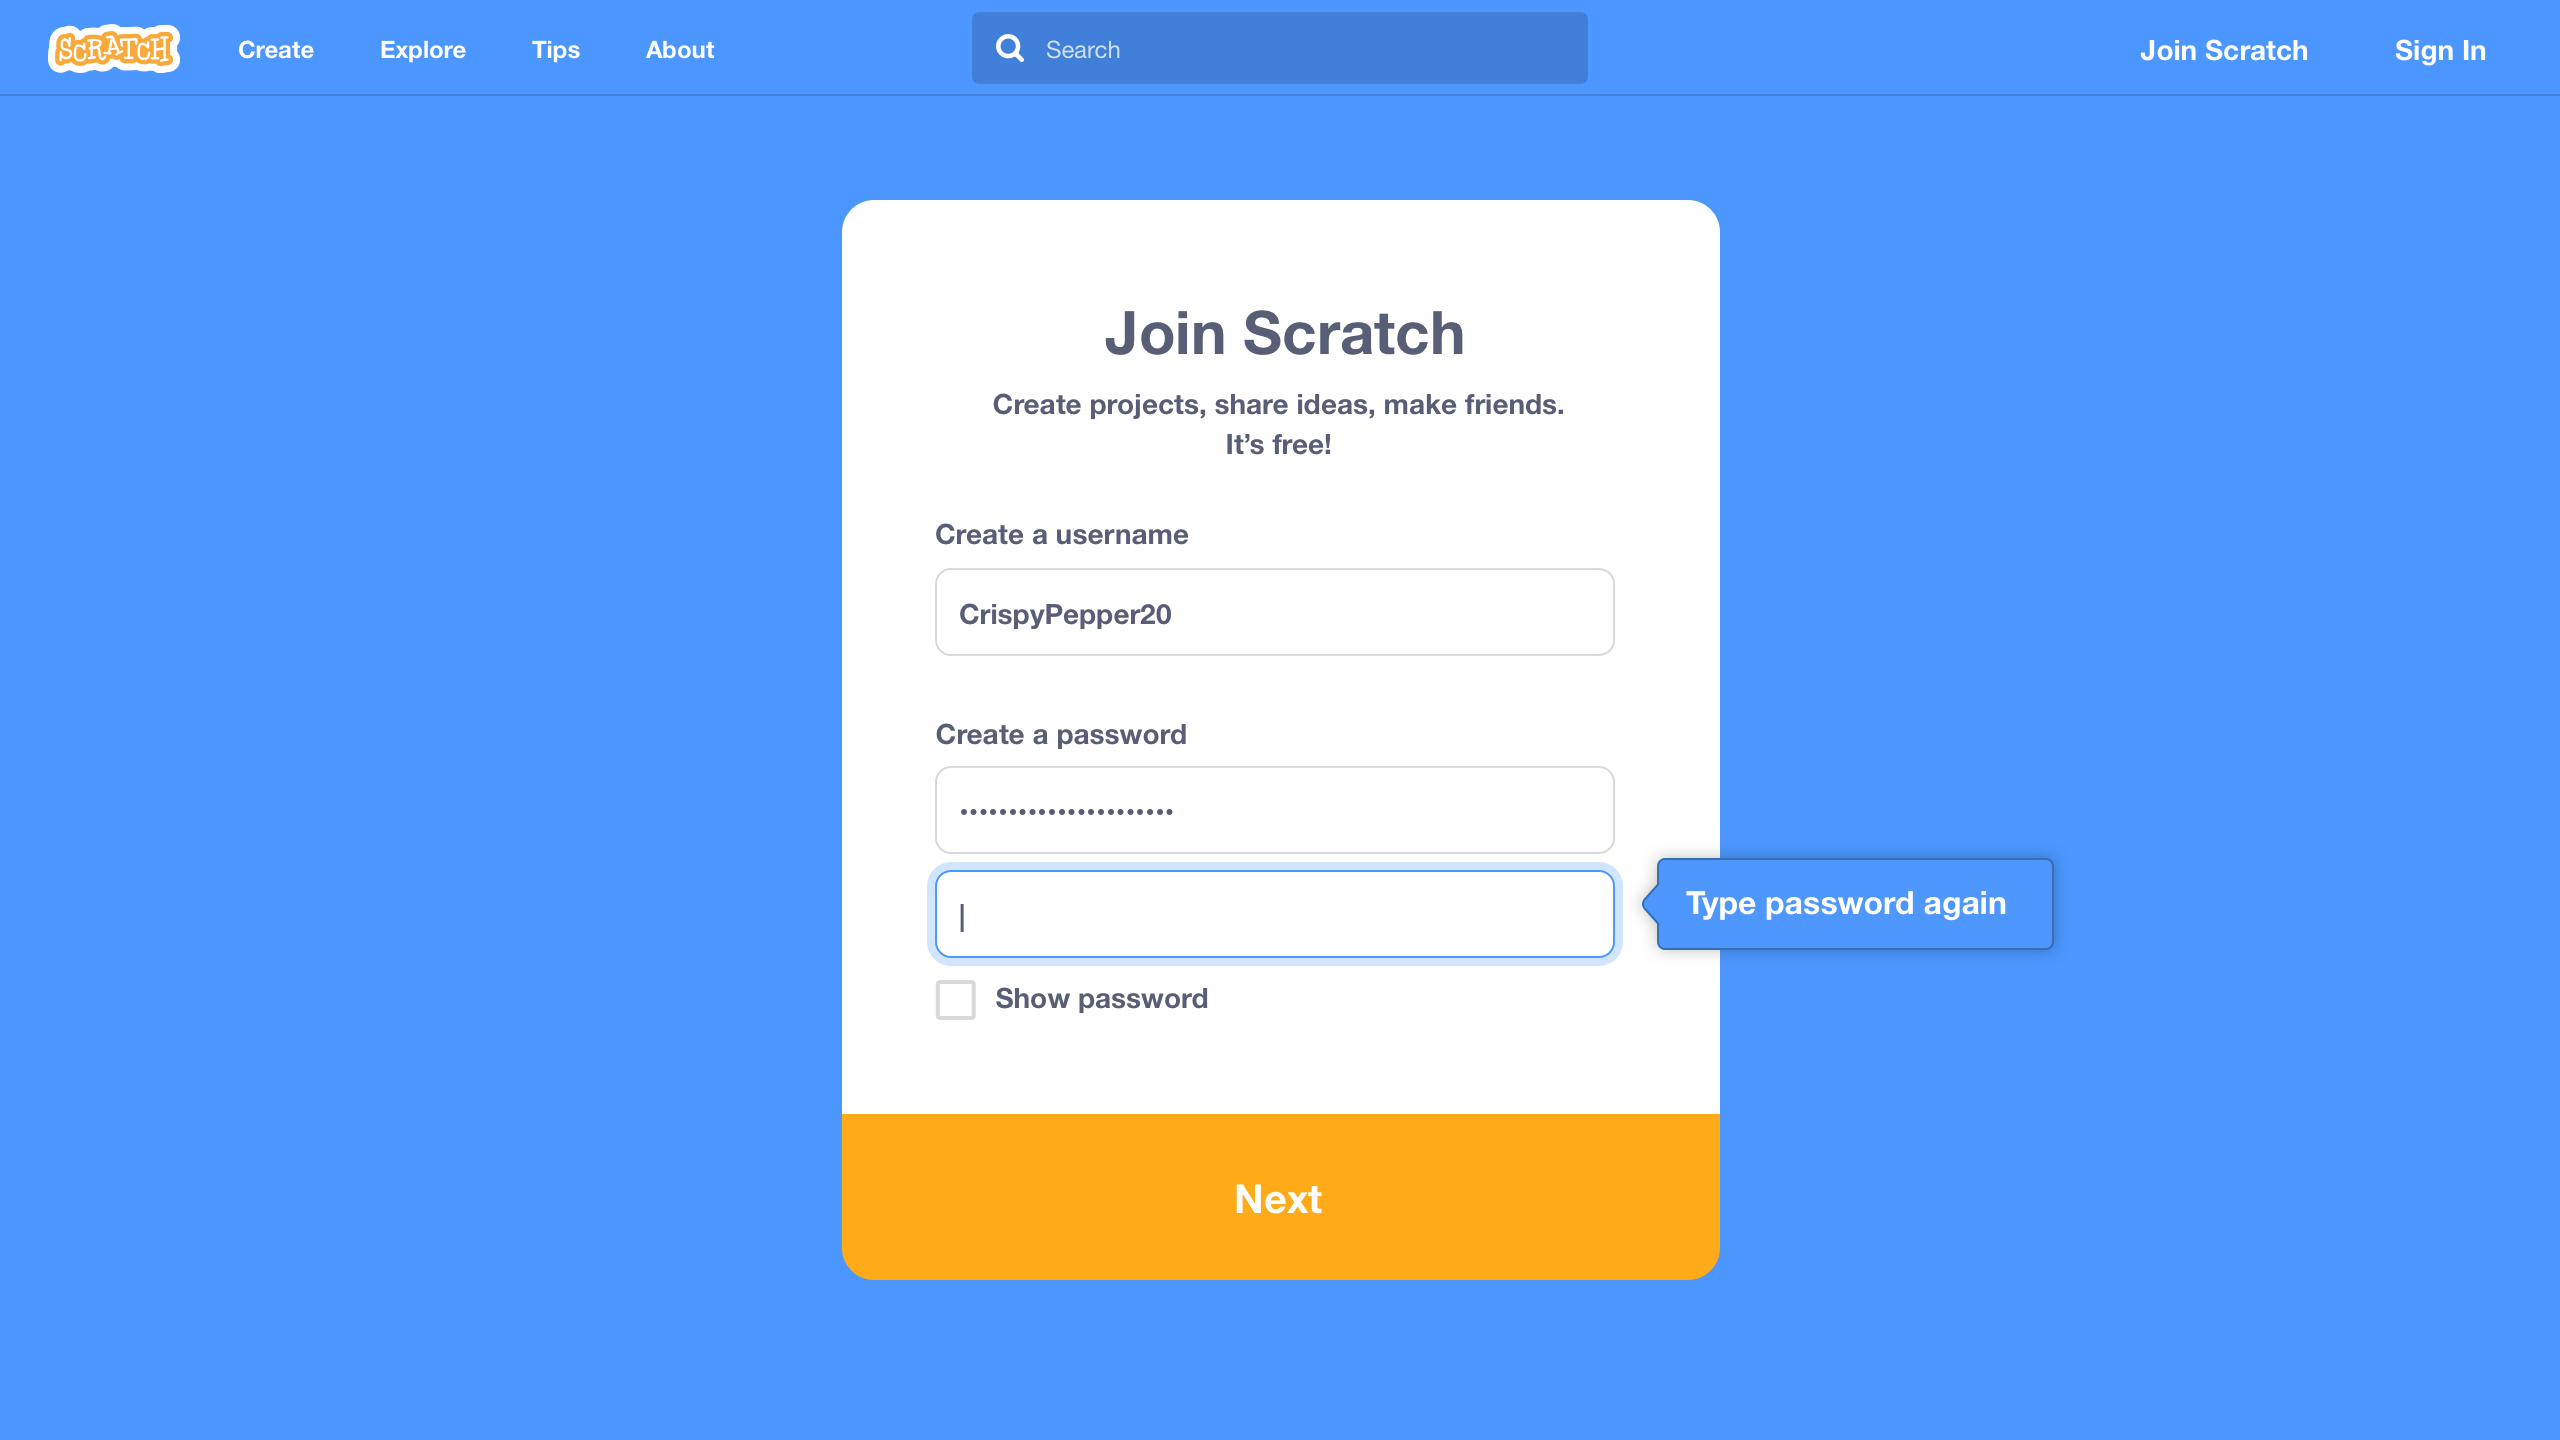 SCRATCH
Create
Explore
Tips
About
Search
Join Scratch
Sign In
Join Scratch
Create projects, share ideas, make friends.
It’s free!
Create a username
CrispyPepper20
Create a password
••••••••••••••••••••••
Type password again
Show password
Next